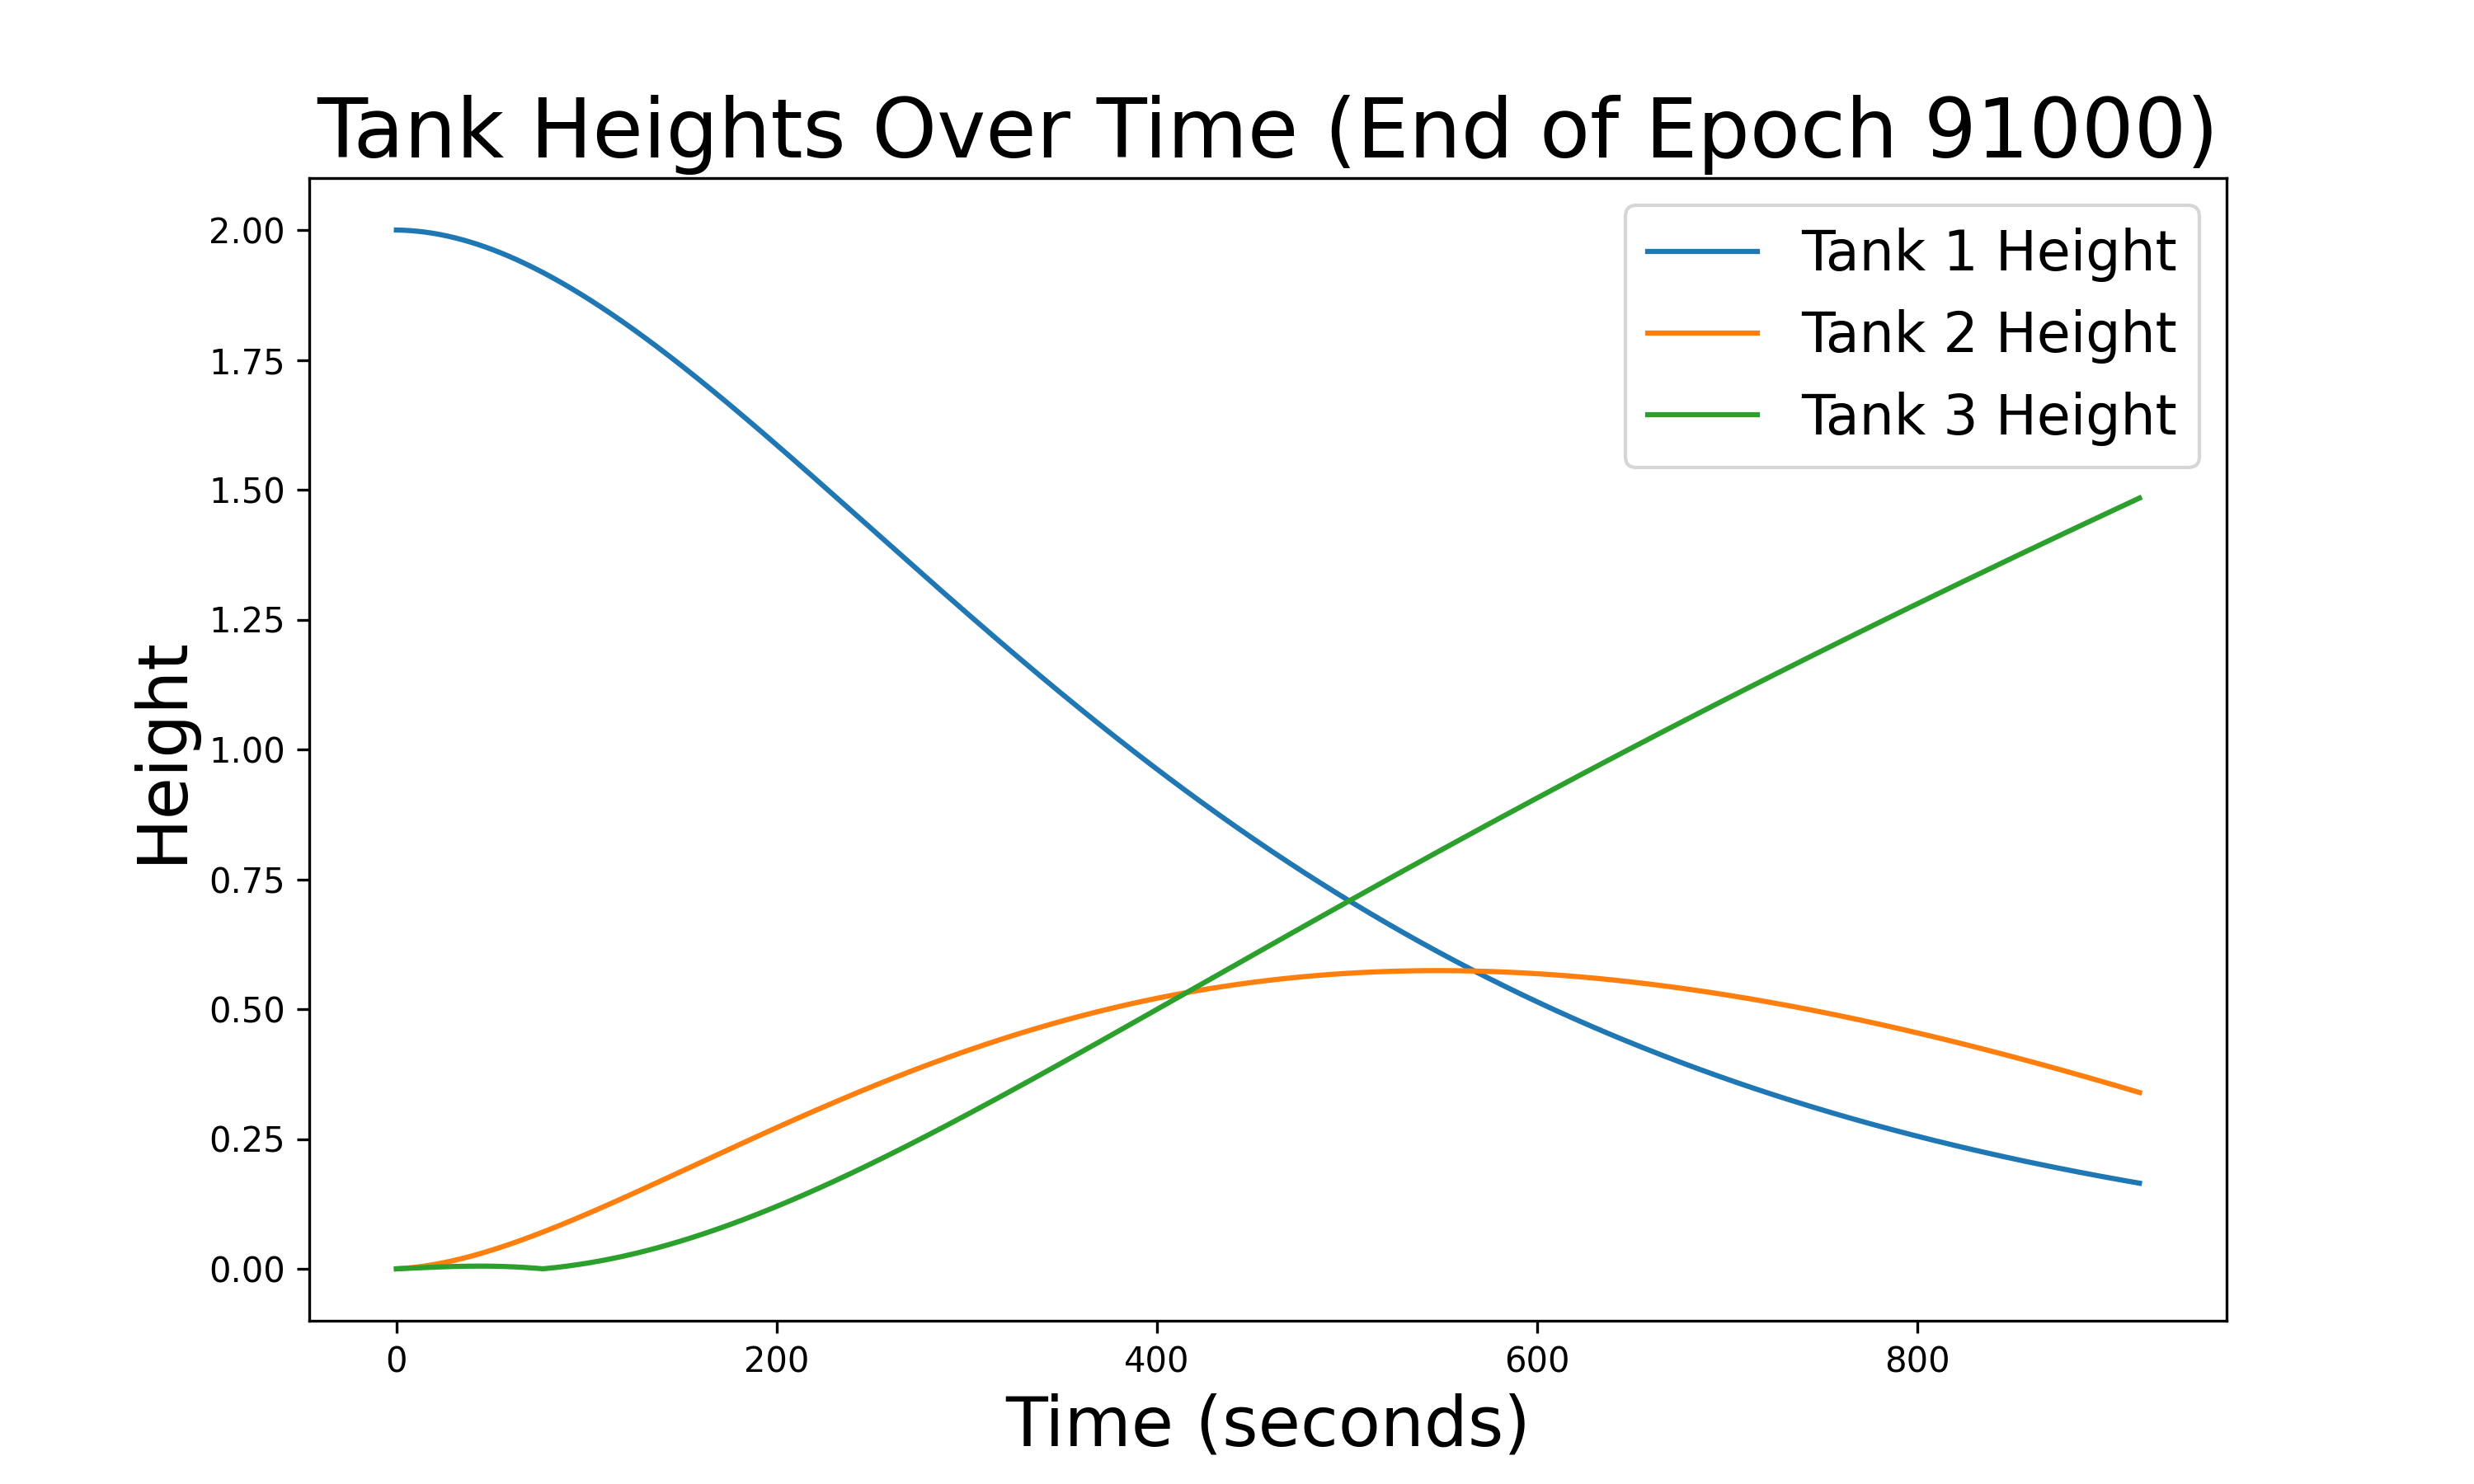 Tank Heights Over Time (End of Epoch 91000)
Tank 1 Height
Tank 2 Height
Tank 3 Height
2.00
1.75
1.50
1.25
1.00
0.75
0.50
0.25
0.00
Height
0 200 400 600 800
Time (seconds)